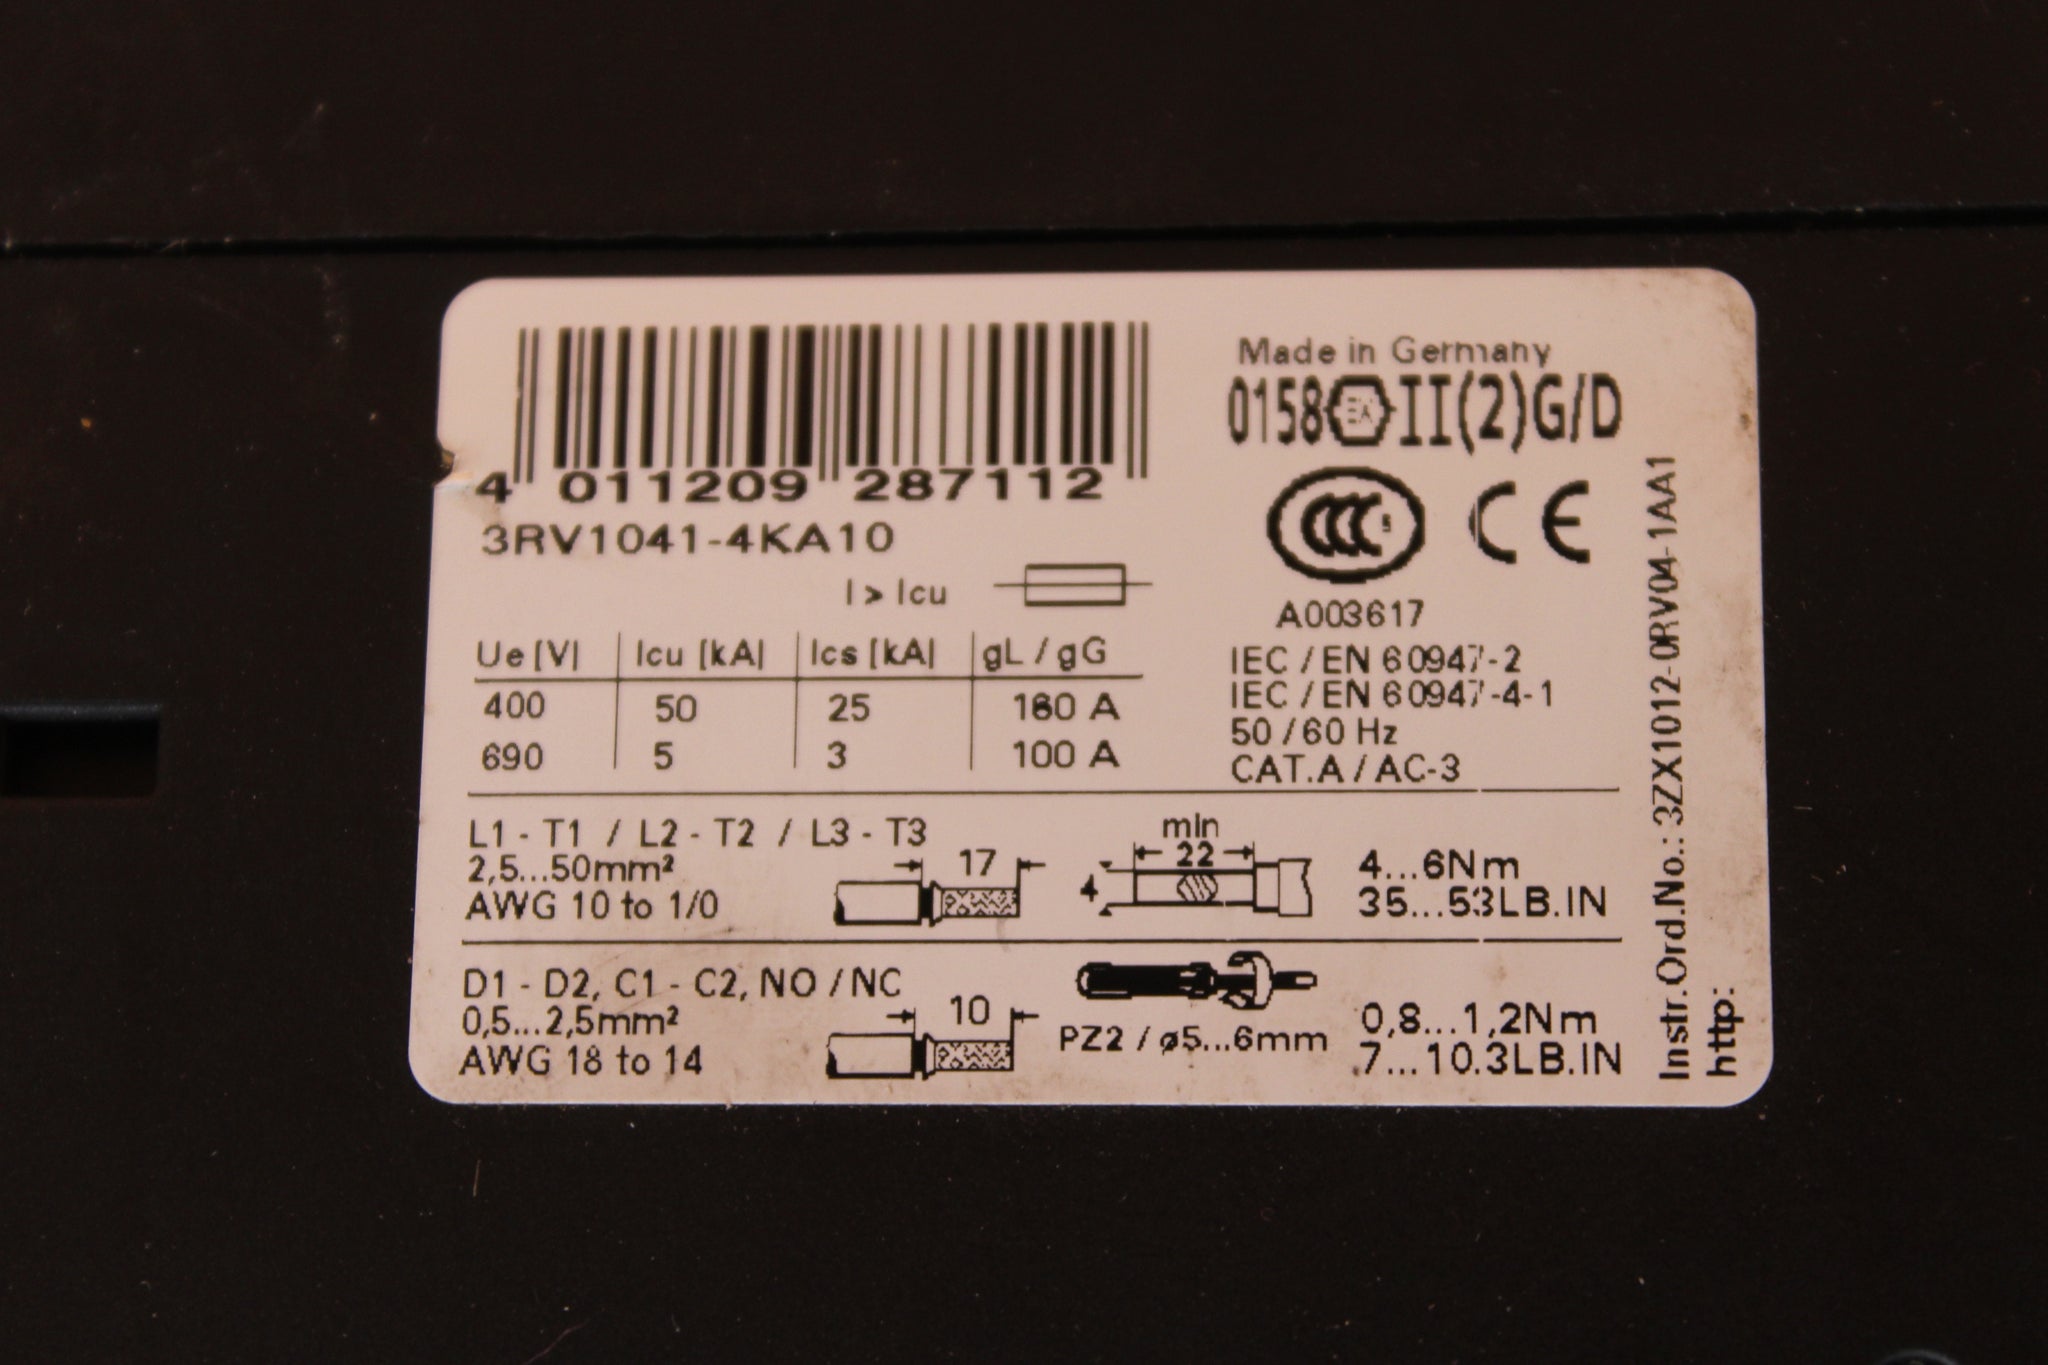 4 011209 287112
3RV1041-4KA10
I > Icu
Ue [V] Icu [kA] Ics [kA] gL / gG
400 50 25 160 A
690 5 3 100 A
Made in Germany
0158 II(2)G/D
CCC S CE
A003617
IEC / EN 60947-2
IEC / EN 60947-4-1
50 / 60 Hz
CAT.A / AC-3
L1 - T1 / L2 - T2 / L3 - T3
2,5...50mm²
AWG 10 to 1/0
17
min
22
4
4...6Nm
35...53LB.IN
D1 - D2, C1 - C2, NO / NC
0,5...2,5mm²
AWG 18 to 14
10
PZ2 / ø5...6mm
0,8...1,2Nm
7...10.3LB.IN
Instr.Ord.No.: 3ZX1012-0RV04-1AA1
http: